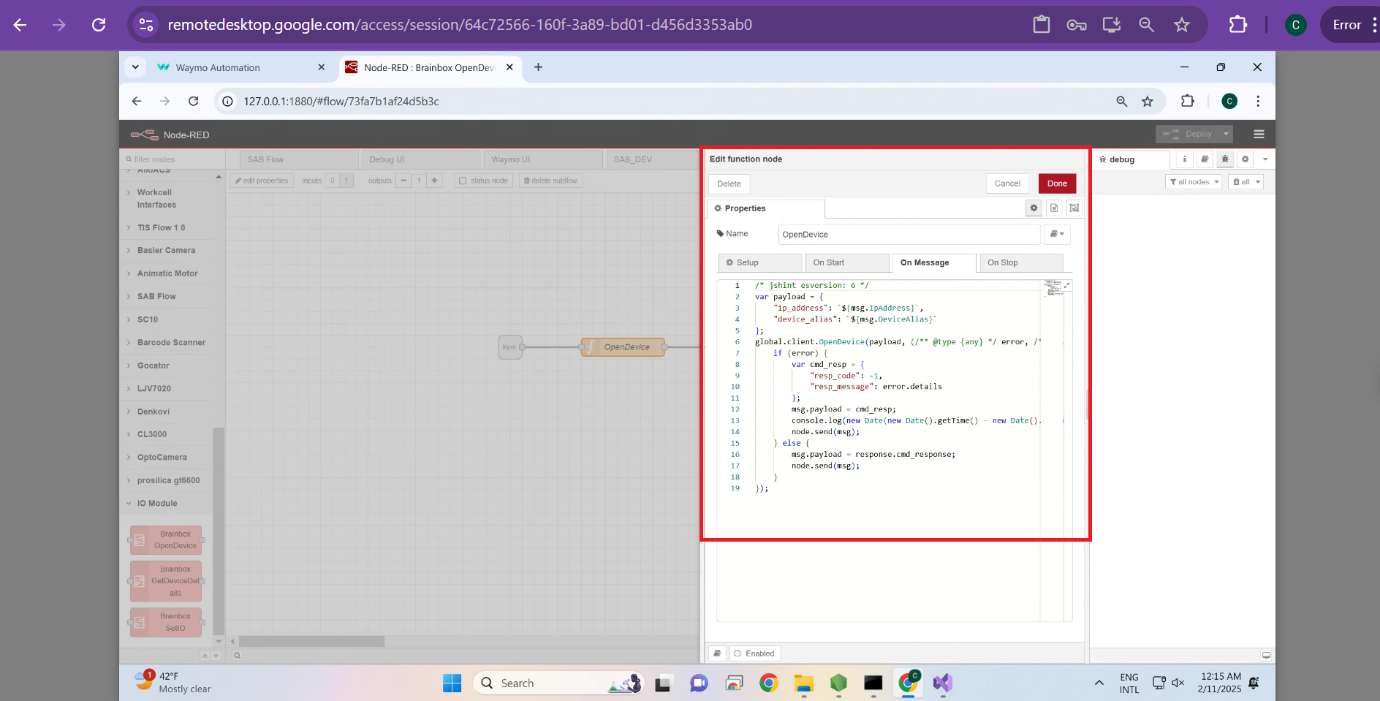 remotedesktop.google.com/access/session/64c72566-160f-3a89-bd01-d456d3353ab0
C
Error
Waymo Automation
Node-RED : Brainbox OpenDevi
127.0.0.1:1880/#flow/73fa7b1af24d5b3c
C
Node-RED
Deploy
filter nodes
SAB Flow
Debug UI
Waymo UI
SAB_DEV
edit properties
inputs: 0 1
outputs: 1
status node
delete subflow
Workcell
Interfaces
TIS Flow 1 0
Basler Camera
Animatic Motor
SAB Flow
SC10
Barcode Scanner
Gocator
LJV7020
Denkovi
CL3000
OptoCamera
prosilica gt6600
IO Module
Brainbox
OpenDevice
Brainbox
GetDeviceDet
ails
Brainbox
SetIO
input
OpenDevice
Edit function node
Delete
Cancel
Done
Properties
Name
OpenDevice
Setup
On Start
On Message
On Stop
1 /* jshint esversion: 6 */
2 var payload = {
3 "ip_address": `${msg.IpAddress}`,
4 "device_alias": `${msg.DeviceAlias}`
5 };
6 global.client.OpenDevice(payload, (/** @type {any} */ error, /*
7 if (error) {
8 var cmd_resp = {
9 "resp_code": -1,
10 "resp_message": error.details
11 };
12 msg.payload = cmd_resp;
13 console.log(new Date(new Date().getTime() - new Date().
14 node.send(msg);
15 } else {
16 msg.payload = response.cmd_response;
17 node.send(msg);
18 }
19 });
Enabled
debug
i
all nodes
all
1
42°F
Mostly clear
Search
C
ENG
INTL
12:15 AM
2/11/2025